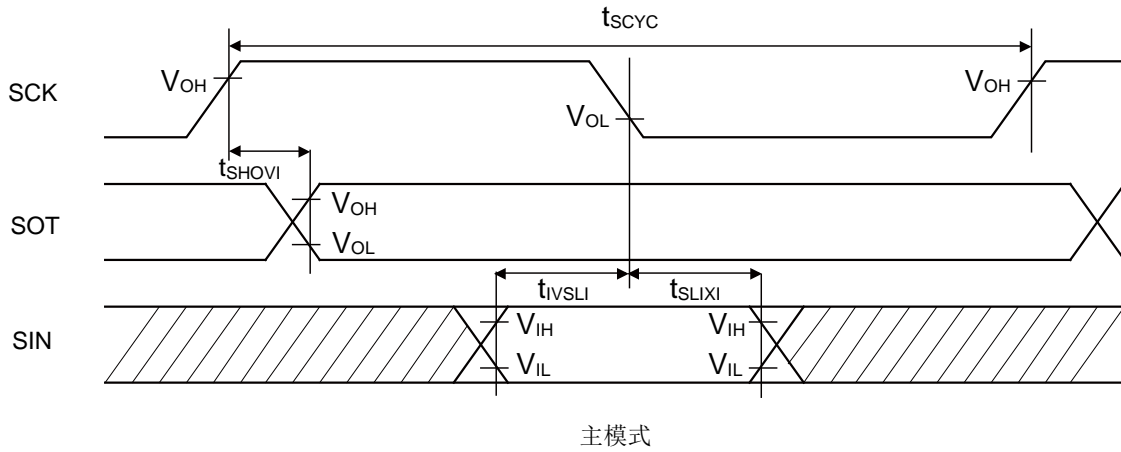 tSCYC
SCK
VOH
VOL
VOH
tSHOVI
SOT
VOH
VOL
tIVSLI
tSLIXI
SIN
VIH
VIH
VIL
VIL
主模式